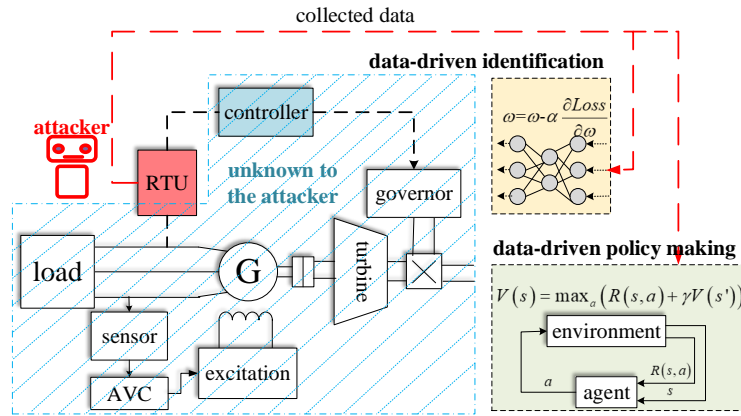 collected data
data-driven identification
controller
ω=ω-α ∂Loss/∂ω
attacker
RTU
unknown to
the attacker
governor
data-driven policy making
load
G
turbine
V(s) = max_a (R(s,a) + γV(s'))
sensor
environment
R(s,a)
AVC
excitation
a
agent
s